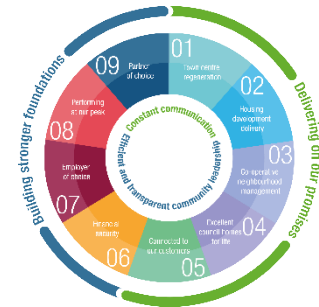 Building stronger foundations
Delivering on our promises
Constant communication
Efficient and transparent community leadership
01
Town centre
regeneration
02
Housing
development
delivery
03
Co-operative
neighbourhood
management
04
Excellent
council homes
for life
05
Connected to
our customers
06
Financial
security
07
Employer
of choice
08
Performing
at our peak
09
Partner
of choice